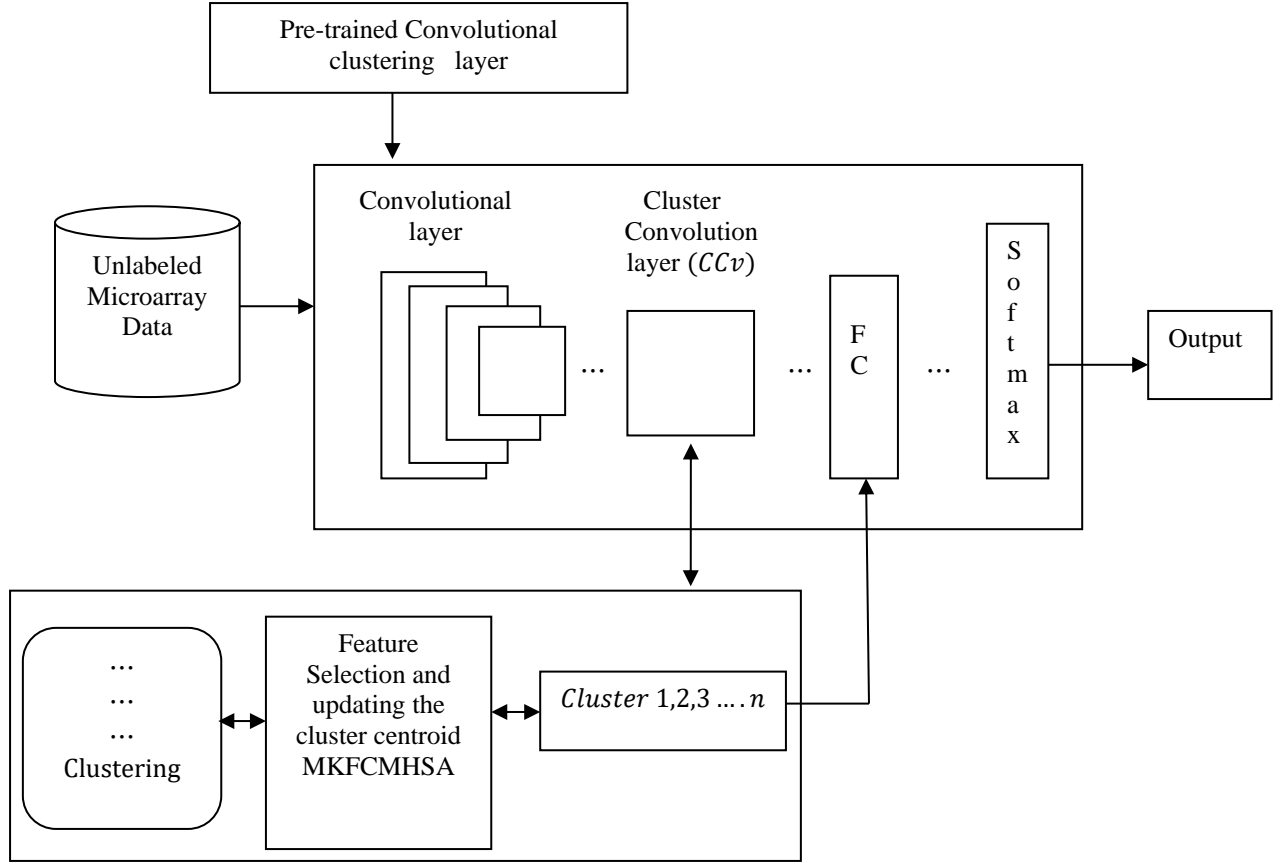 Pre-trained Convolutional
clustering layer
Convolutional
layer
Cluster
Convolution
layer (CCv)
Unlabeled
Microarray
Data
...
...
F
C
...
S
o
f
t
m
a
x
Output
...
...
...
Clustering
Feature
Selection and
updating the
cluster centroid
MKFCMHSA
Cluster 1,2,3 … . n